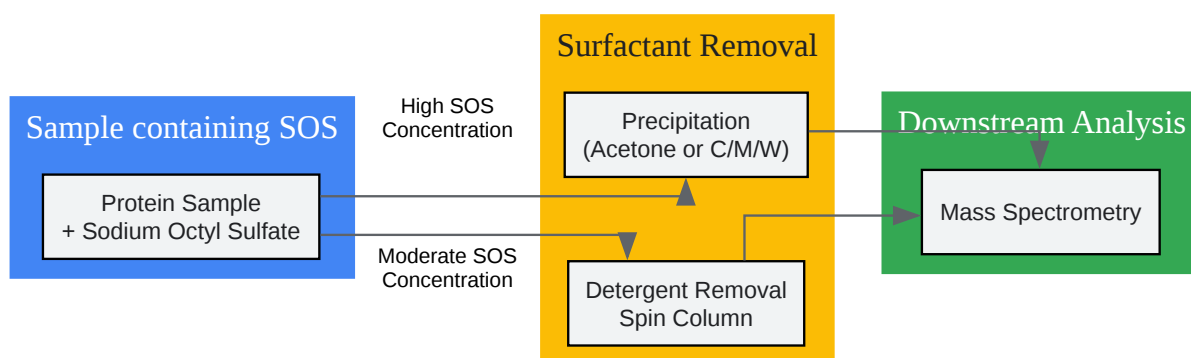 Sample containing SOS
Protein Sample
+ Sodium Octyl Sulfate
High SOS
Concentration
Moderate SOS
Concentration
Surfactant Removal
Precipitation
(Acetone or C/M/W)
Detergent Removal
Spin Column
Downstream Analysis
Mass Spectrometry